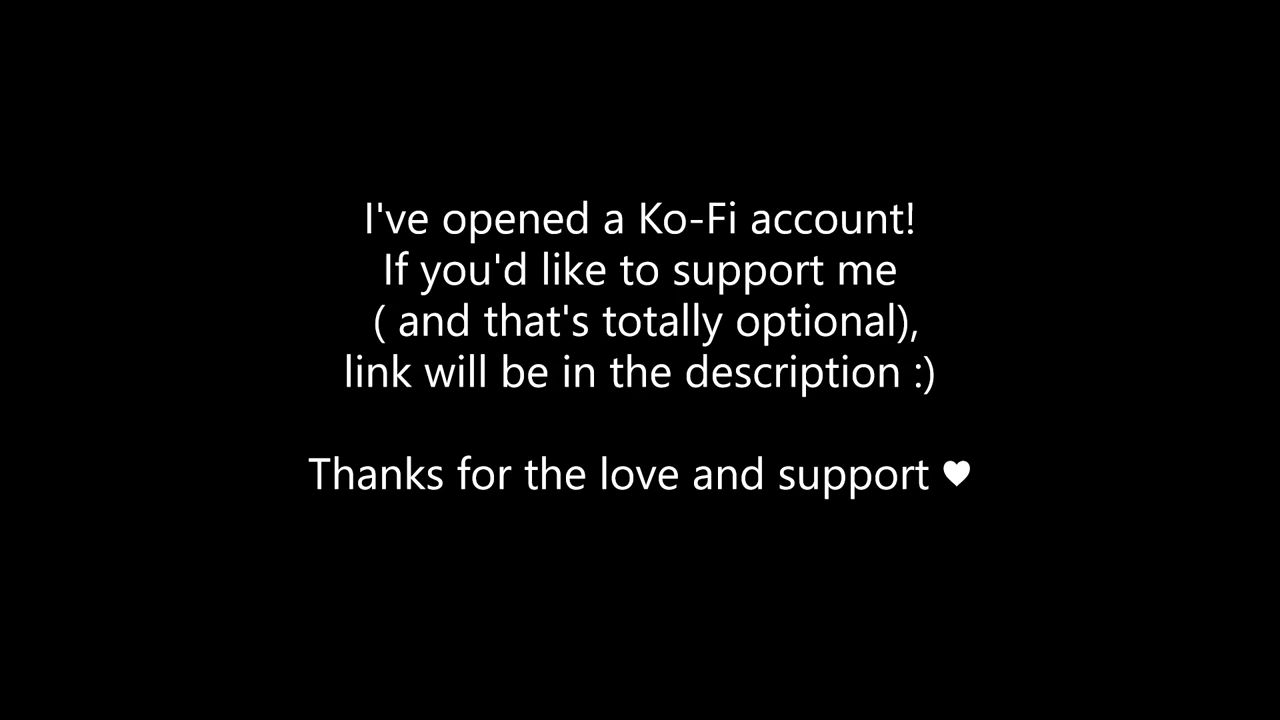 I've opened a Ko-Fi account!
If you'd like to support me
( and that's totally optional),
link will be in the description :)
Thanks for the love and support ♥